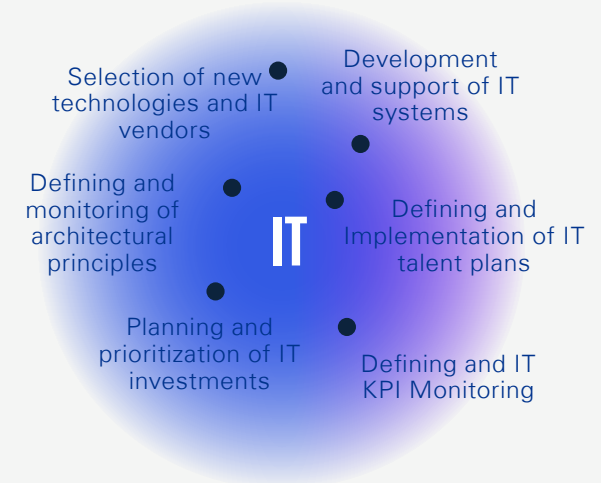 Selection of new
technologies and IT
vendors
Development
and support of IT
systems
Defining and
monitoring of
architectural
principles
IT
Defining and
Implementation of IT
talent plans
Planning and
prioritization of IT
investments
Defining and IT
KPI Monitoring